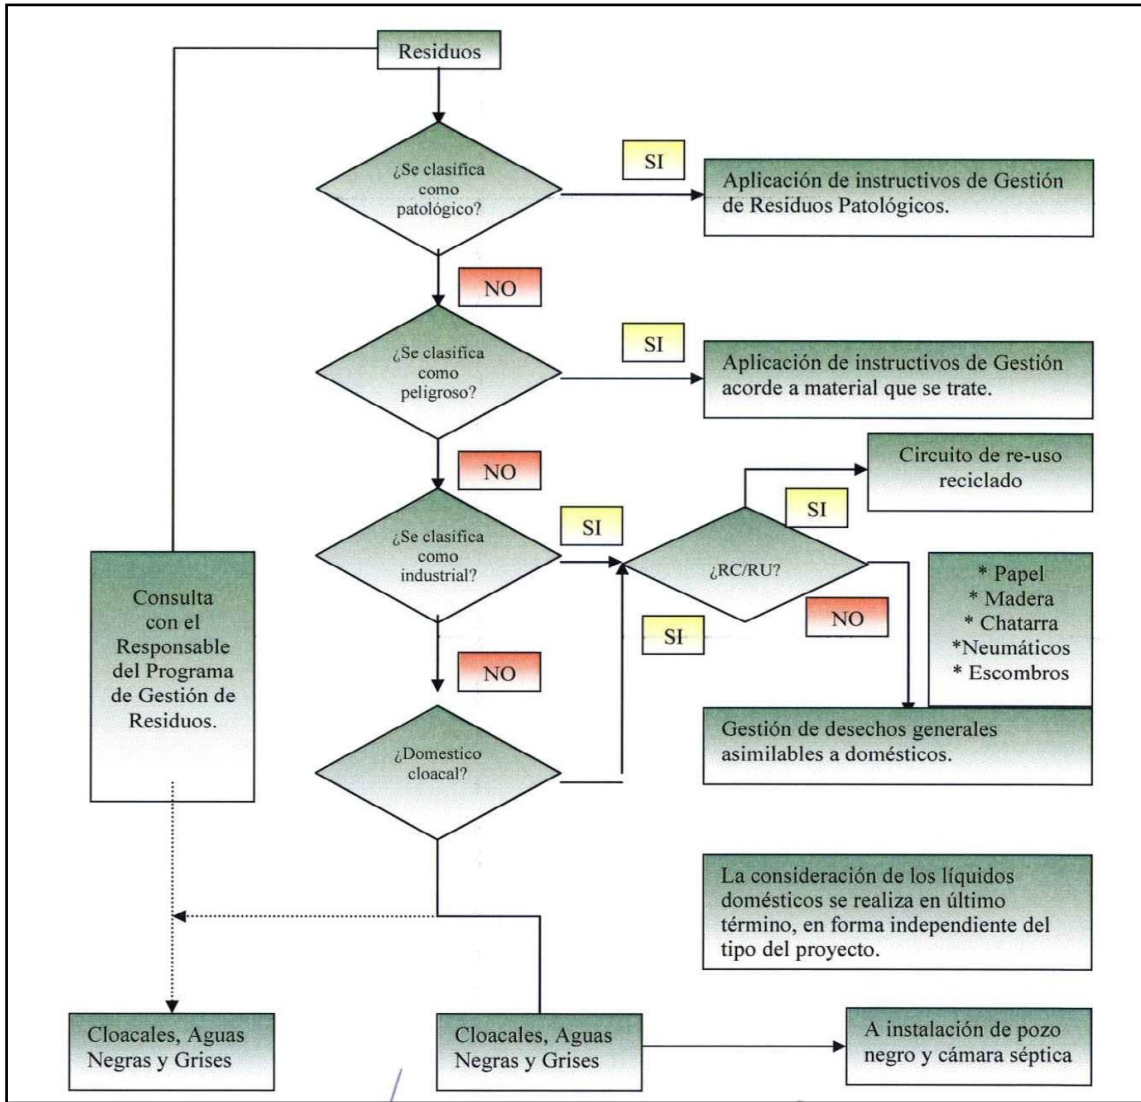 Residuos
¿Se clasifica
como
patológico?
SI
Aplicación de instructivos de Gestión
de Residuos Patológicos.
NO
¿Se clasifica
como
peligroso?
SI
Aplicación de instructivos de Gestión
acorde a material que se trate.
NO
Circuito de re-uso
reciclado
¿Se clasifica
como
industrial?
SI
¿RC/RU?
SI
NO
* Papel
* Madera
* Chatarra
*Neumáticos
* Escombros
Consulta
con el
Responsable
del Programa
de Gestión de
Residuos.
SI
NO
Gestión de desechos generales
asimilables a domésticos.
¿Domestico
cloacal?
La consideración de los líquidos
domésticos se realiza en último
término, en forma independiente del
tipo del proyecto.
Cloacales, Aguas
Negras y Grises
Cloacales, Aguas
Negras y Grises
A instalación de pozo
negro y cámara séptica